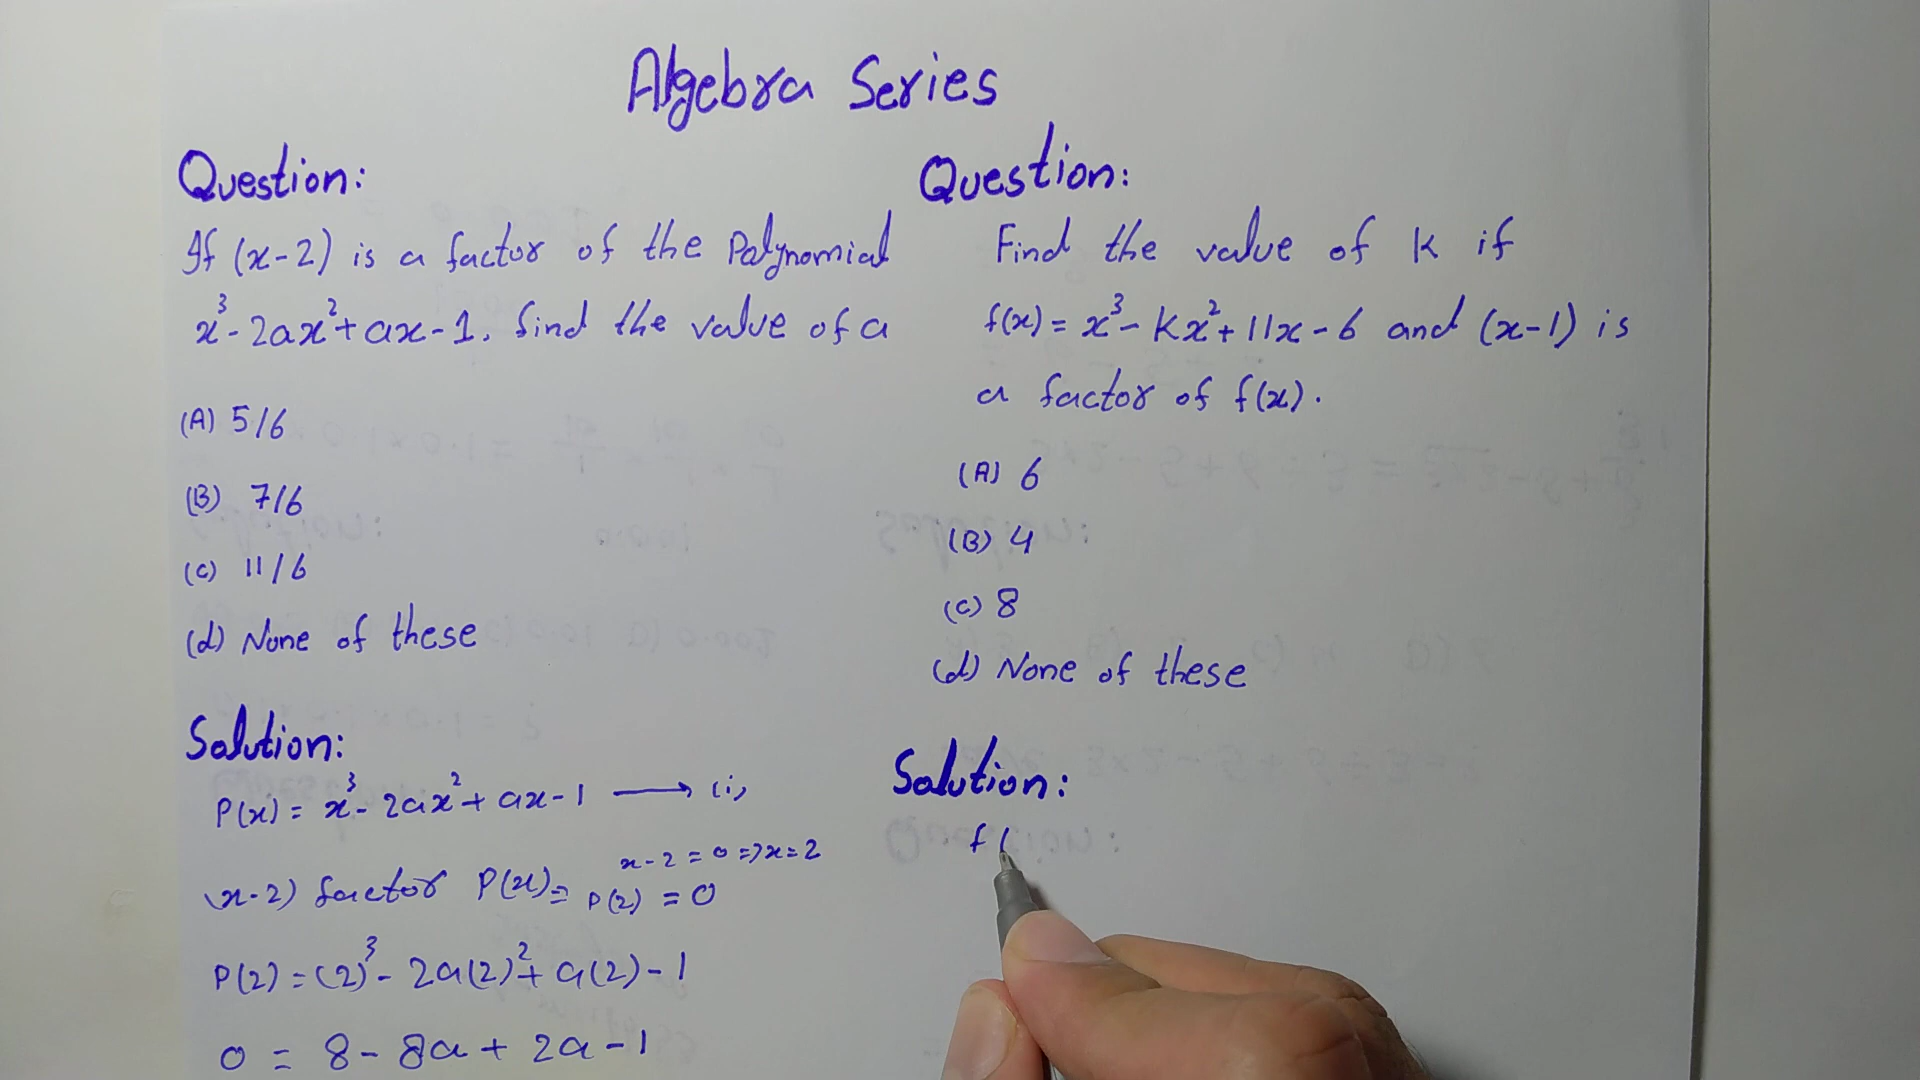 Algebra Series
Question:
If (x-2) is a factor of the Polynomial
x³-2ax²+ax-1. find the value of a
(A) 5/6
(B) 7/6
(C) 11/6
(d) None of these
Solution:
P(x) = x³-2ax²+ax-1 ⟶ (i)
x-2=0 => x=2
(x-2) factor P(x) = P(2) = 0
P(2) = (2)³-2a(2)²+a(2)-1
0 = 8-8a+2a-1
Question:
Find the value of K if
f(x) = x³-Kx²+11x-6 and (x-1) is
a factor of f(x).
(A) 6
(B) 4
(C) 8
(d) None of these
Solution:
f(